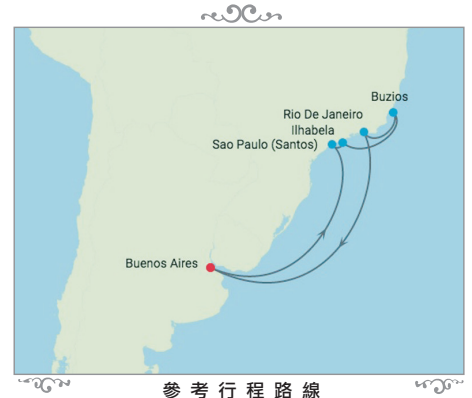 Buzios
Rio De Janeiro
Ilhabela
Sao Paulo (Santos)
Buenos Aires
參考行程路線